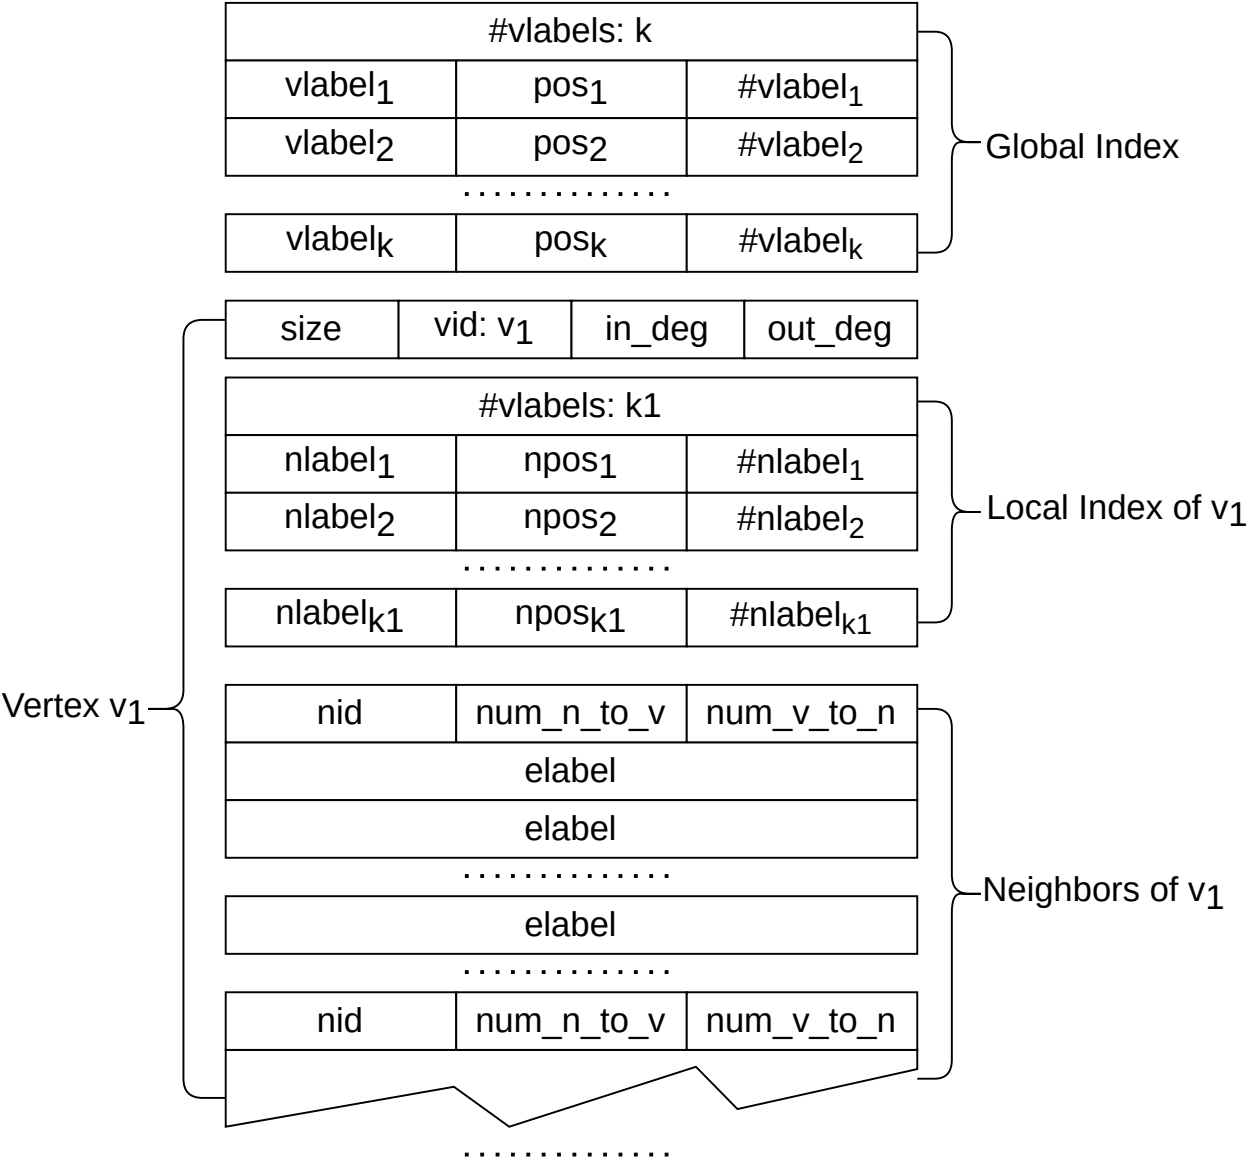 #vlabels: k
vlabel1 pos1 #vlabel1
vlabel2 pos2 #vlabel2
Global Index
..............
vlabelk posk #vlabelk
size vid: v1 in_deg out_deg
#vlabels: k1
nlabel1 npos1 #nlabel1
nlabel2 npos2 #nlabel2
Local Index of v1
..............
nlabelk1 nposk1 #nlabelk1
Vertex v1
nid num_n_to_v num_v_to_n
elabel
elabel
..............
Neighbors of v1
elabel
..............
nid num_n_to_v num_v_to_n
..............